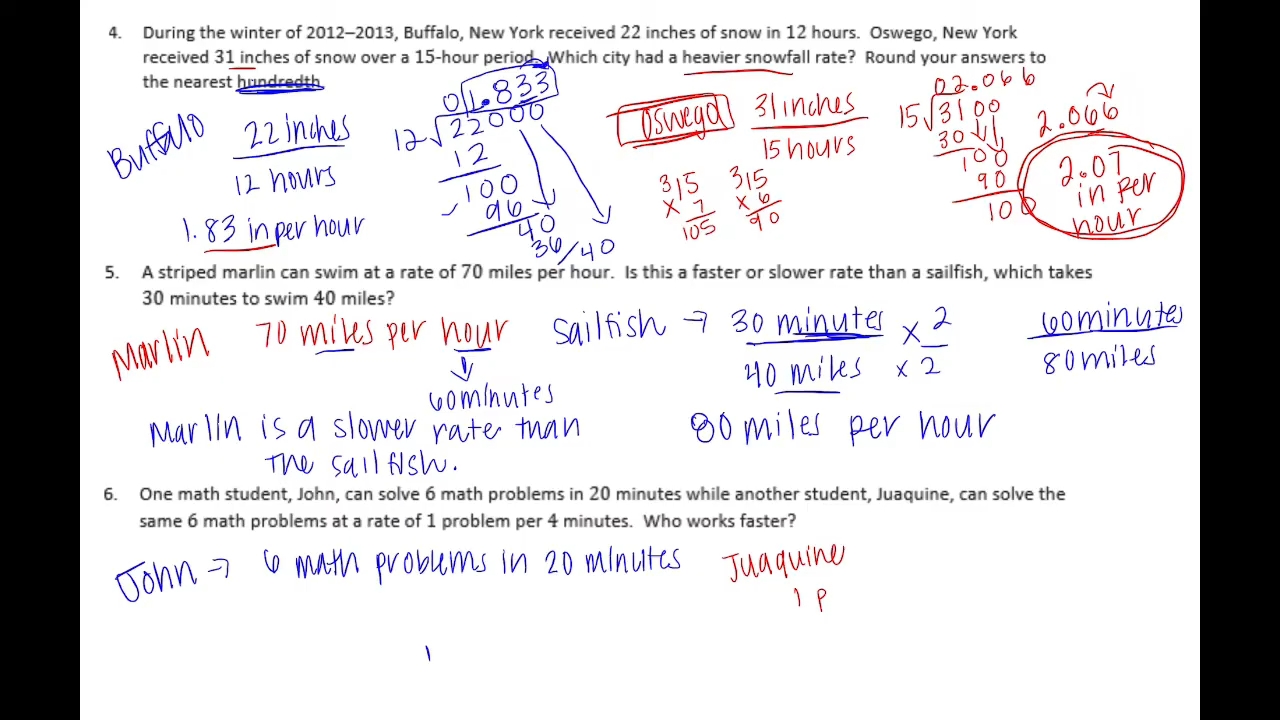 4. During the winter of 2012–2013, Buffalo, New York received 22 inches of snow in 12 hours. Oswego, New York
received 31 inches of snow over a 15-hour period. Which city had a heavier snowfall rate? Round your answers to
the nearest hundredth.
Buffalo
22 inches
12 hours
1.83 in per hour
01.833
12 22000
12
100
96
40
36/40
Oswego
31 inches
15 hours
315
x 7
105
315
x 6
90
02.066
15 3100
30
100
90
100
2.066
2.07
in per
hour
5. A striped marlin can swim at a rate of 70 miles per hour. Is this a faster or slower rate than a sailfish, which takes
30 minutes to swim 40 miles?
Marlin 70 miles per hour
60 minutes
Sailfish → 30 minutes x 2
40 miles x 2
60 minutes
80 miles
Marlin is a slower rate than
the sailfish.
80 miles per hour
6. One math student, John, can solve 6 math problems in 20 minutes while another student, Juaquine, can solve the
same 6 math problems at a rate of 1 problem per 4 minutes. Who works faster?
John → 6 math problems in 20 minutes
Juaquine
1 p